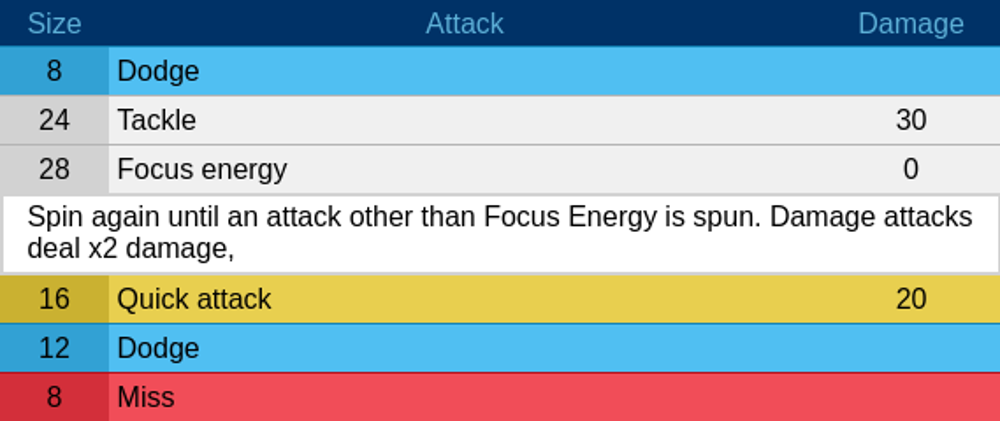 Size Attack Damage
8 Dodge
24 Tackle 30
28 Focus energy 0
Spin again until an attack other than Focus Energy is spun. Damage attacks
deal x2 damage,
16 Quick attack 20
12 Dodge
8 Miss